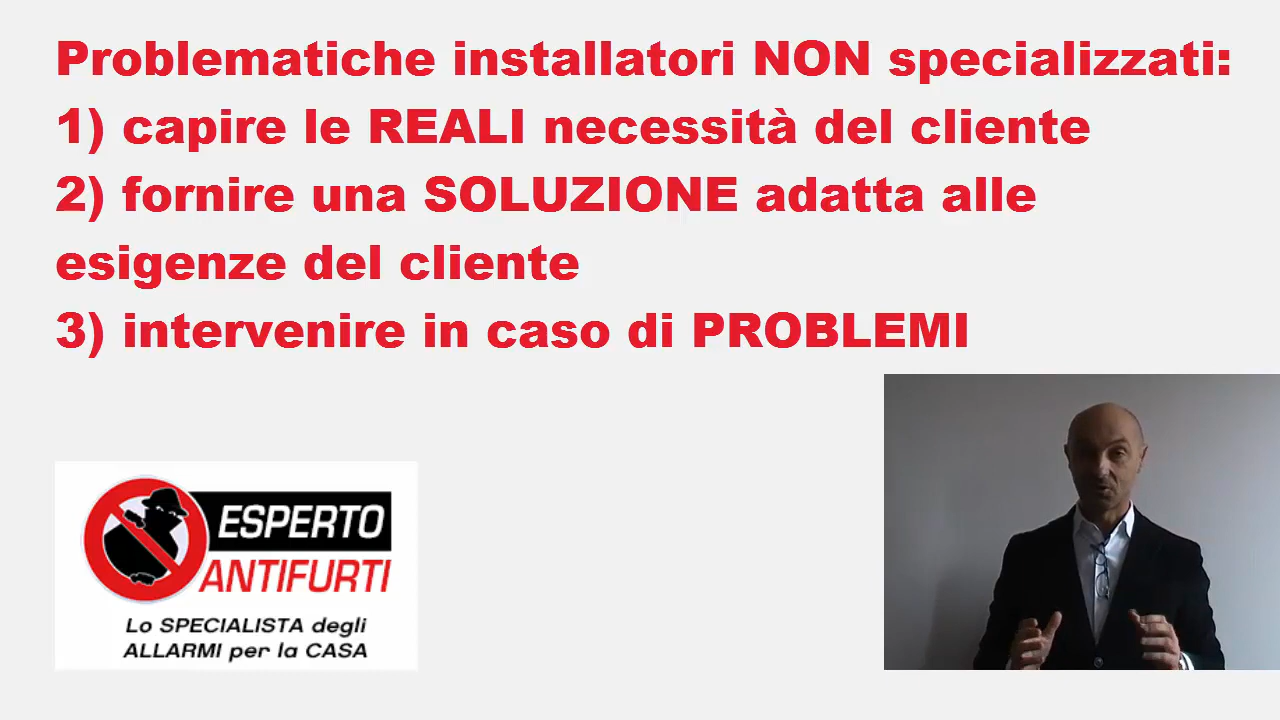 Problematiche installatori NON specializzati:
1) capire le REALI necessità del cliente
2) fornire una SOLUZIONE adatta alle
esigenze del cliente
3) intervenire in caso di PROBLEMI
ESPERTO
ANTIFURTI
Lo SPECIALISTA degli
ALLARMI per la CASA